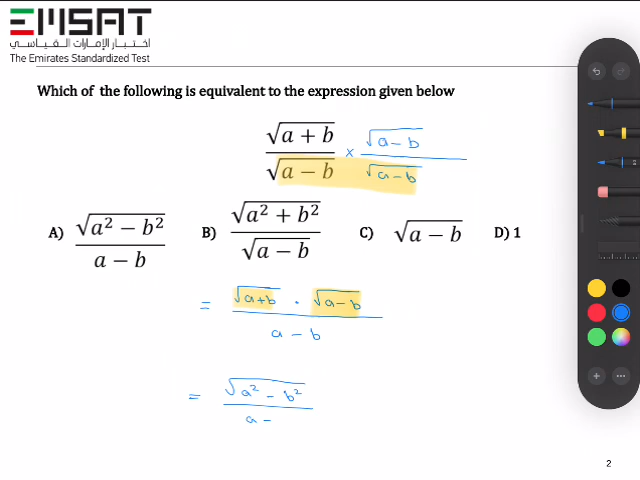 EMSAT
اختبار الإمارات القياسي
The Emirates Standardized Test
Which of the following is equivalent to the expression given below
√(a + b) / √(a − b) × √(a − b) / √(a − b)
A) √(a² − b²) / (a − b) B) √(a² + b²) / √(a − b) C) √(a − b) D) 1
= √(a+b) · √(a−b) / (a − b)
= √(a² − b²) / a −
2